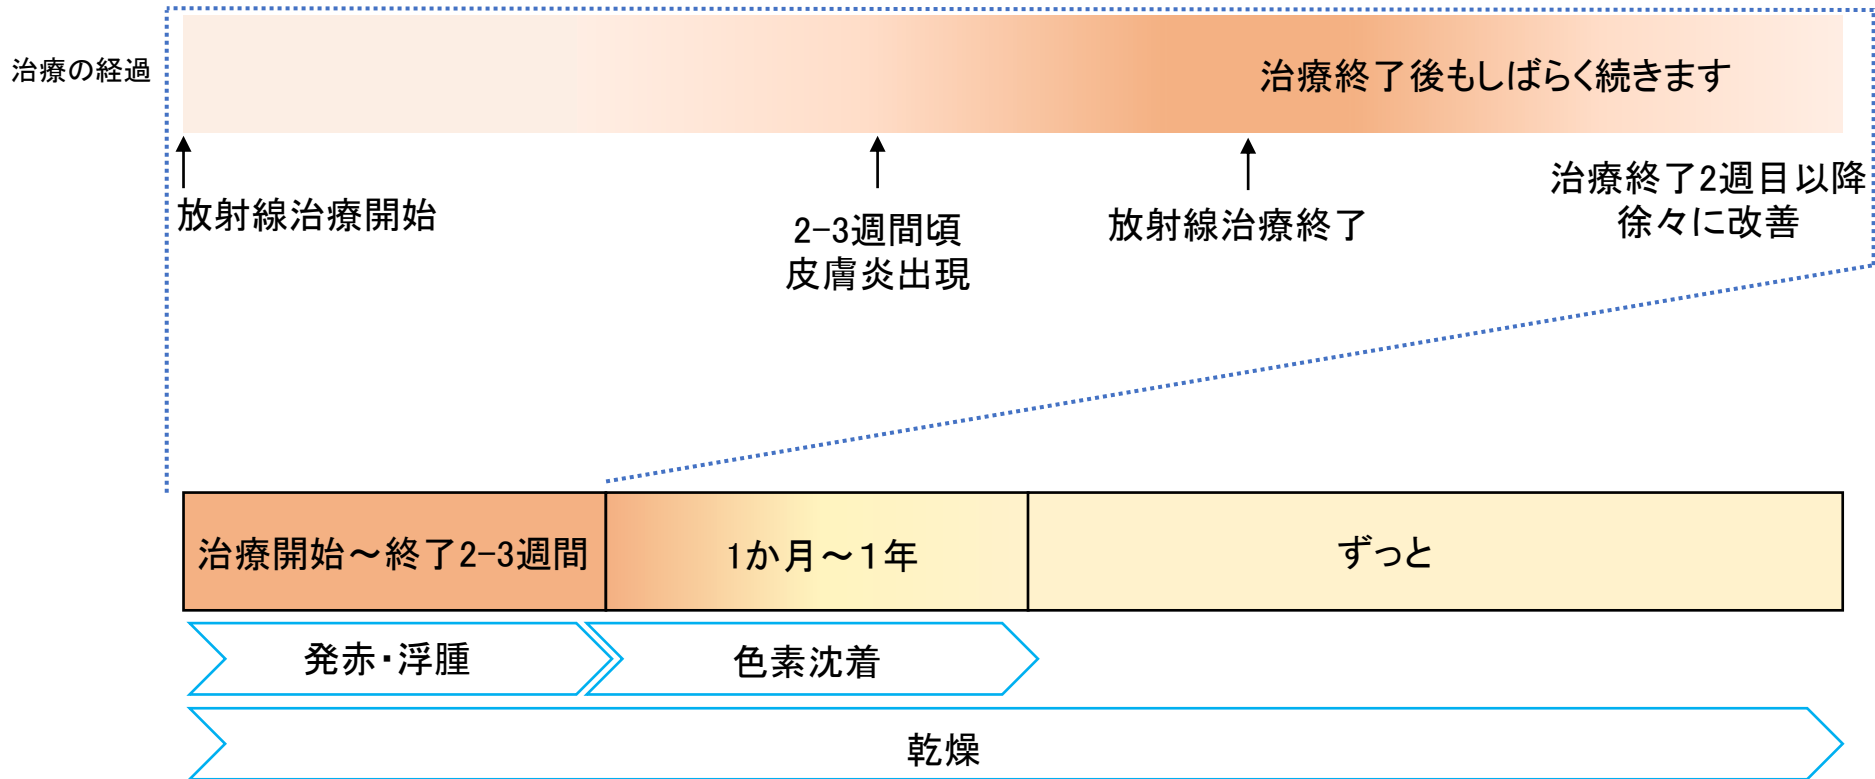 治療の経過
治療終了後もしばらく続きます
放射線治療開始
2-3週間頃
皮膚炎出現
放射線治療終了
治療終了2週目以降
徐々に改善
治療開始～終了2-3週間
1か月～１年
ずっと
発赤・浮腫
色素沈着
乾燥